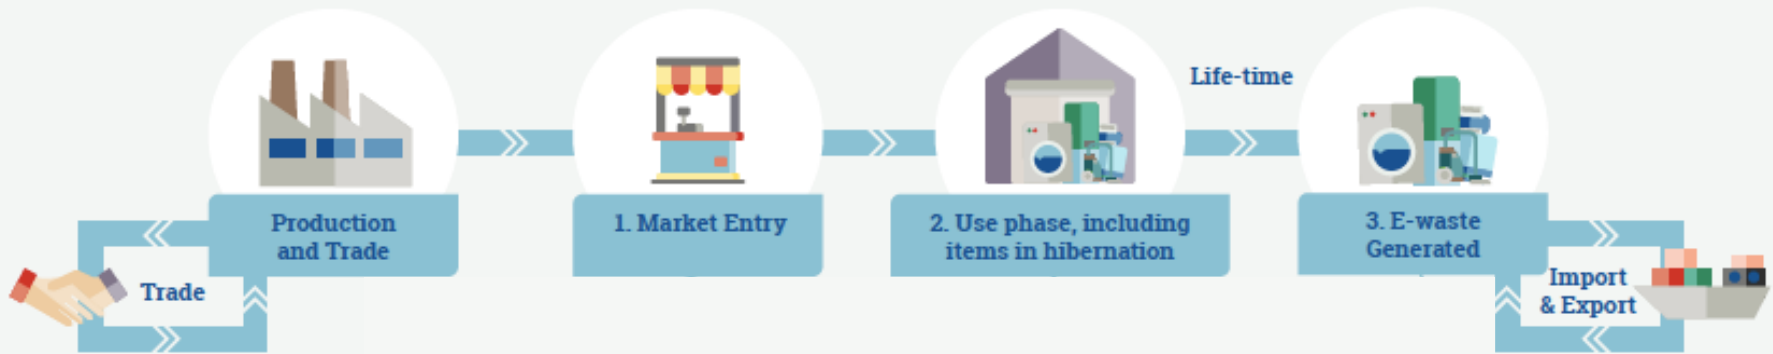 Life-time
Production
and Trade
1. Market Entry
2. Use phase, including
items in hibernation
3. E-waste
Generated
Trade
Import
& Export